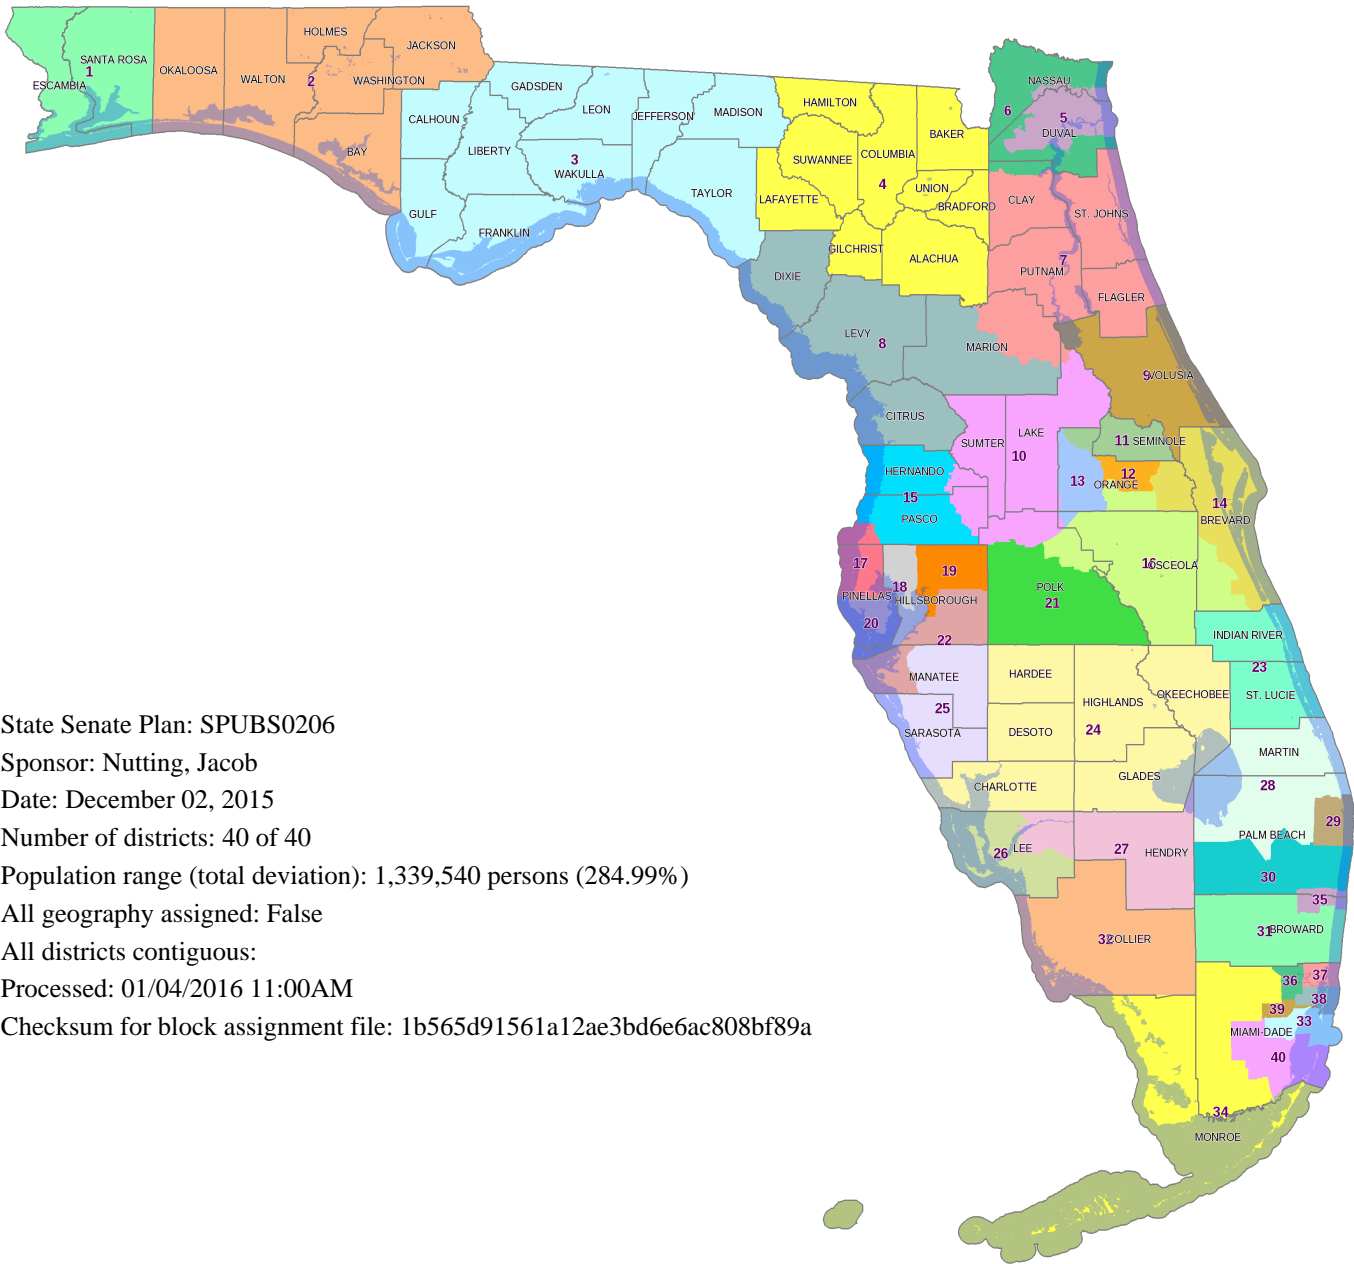 HOLMES
JACKSON
SANTA ROSA
1
ESCAMBIA
OKALOOSA
WALTON
2
WASHINGTON
BAY
GADSDEN
CALHOUN
LEON
JEFFERSON
MADISON
LIBERTY
3
WAKULLA
TAYLOR
GULF
FRANKLIN
HAMILTON
BAKER
SUWANNEE
COLUMBIA
4
UNION
LAFAYETTE
BRADFORD
GILCHRIST
ALACHUA
NASSAU
6
5
DUVAL
CLAY
ST. JOHNS
7
PUTNAM
FLAGLER
DIXIE
LEVY
8
MARION
CITRUS
9
VOLUSIA
SUMTER
LAKE
10
11 SEMINOLE
12
13
ORANGE
14
BREVARD
HERNANDO
15
PASCO
17
18
19
PINELLAS
HILLSBOROUGH
20
22
POLK
21
16
OSCEOLA
INDIAN RIVER
23
ST. LUCIE
MANATEE
25
SARASOTA
HARDEE
HIGHLANDS
OKEECHOBEE
DESOTO
24
CHARLOTTE
GLADES
MARTIN
28
29
PALM BEACH
30
26
LEE
27
HENDRY
32
COLLIER
35
31
BROWARD
36
37
38
39
33
MIAMI-DADE
40
34
MONROE
State Senate Plan: SPUBS0206
Sponsor: Nutting, Jacob
Date: December 02, 2015
Number of districts: 40 of 40
Population range (total deviation): 1,339,540 persons (284.99%)
All geography assigned: False
All districts contiguous:
Processed: 01/04/2016 11:00AM
Checksum for block assignment file: 1b565d91561a12ae3bd6e6ac808bf89a